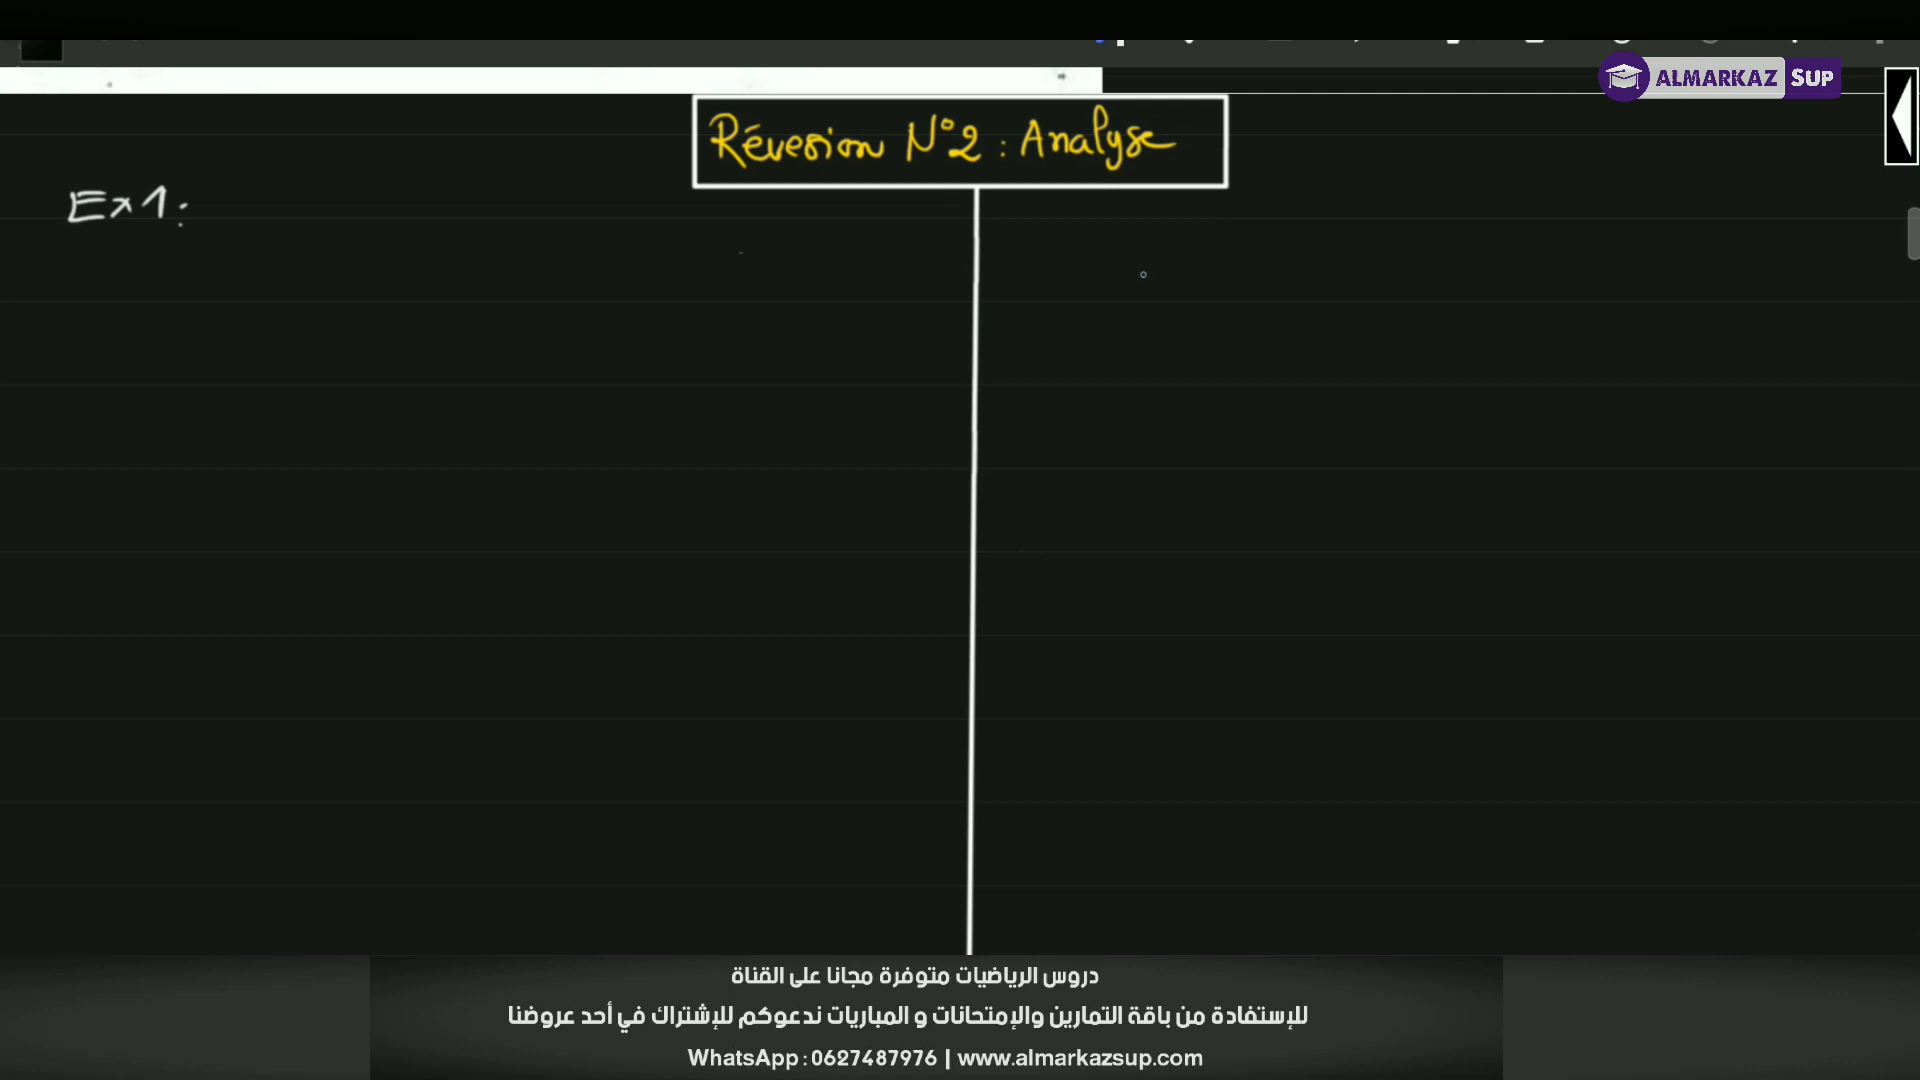 ALMARKAZ SUP
Révesion N°2 : Analyse
Ex1:
دروس الرياضيات متوفرة مجانا على القناة
للإستفادة من باقة التمارين والإمتحانات و المباريات ندعوكم للإشتراك في أحد عروضنا
WhatsApp : 0627487976 | www.almarkazsup.com